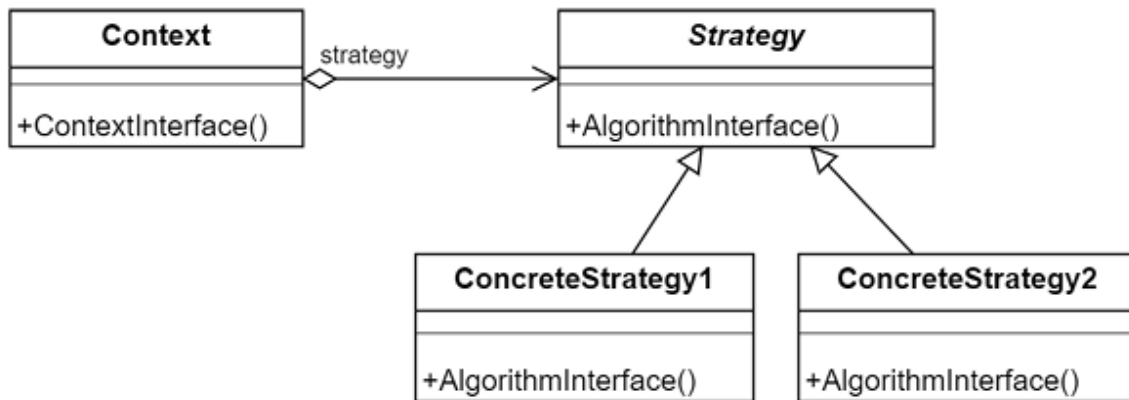 Context
Strategy
strategy
+ContextInterface()
+AlgorithmInterface()
ConcreteStrategy1
ConcreteStrategy2
+AlgorithmInterface()
+AlgorithmInterface()